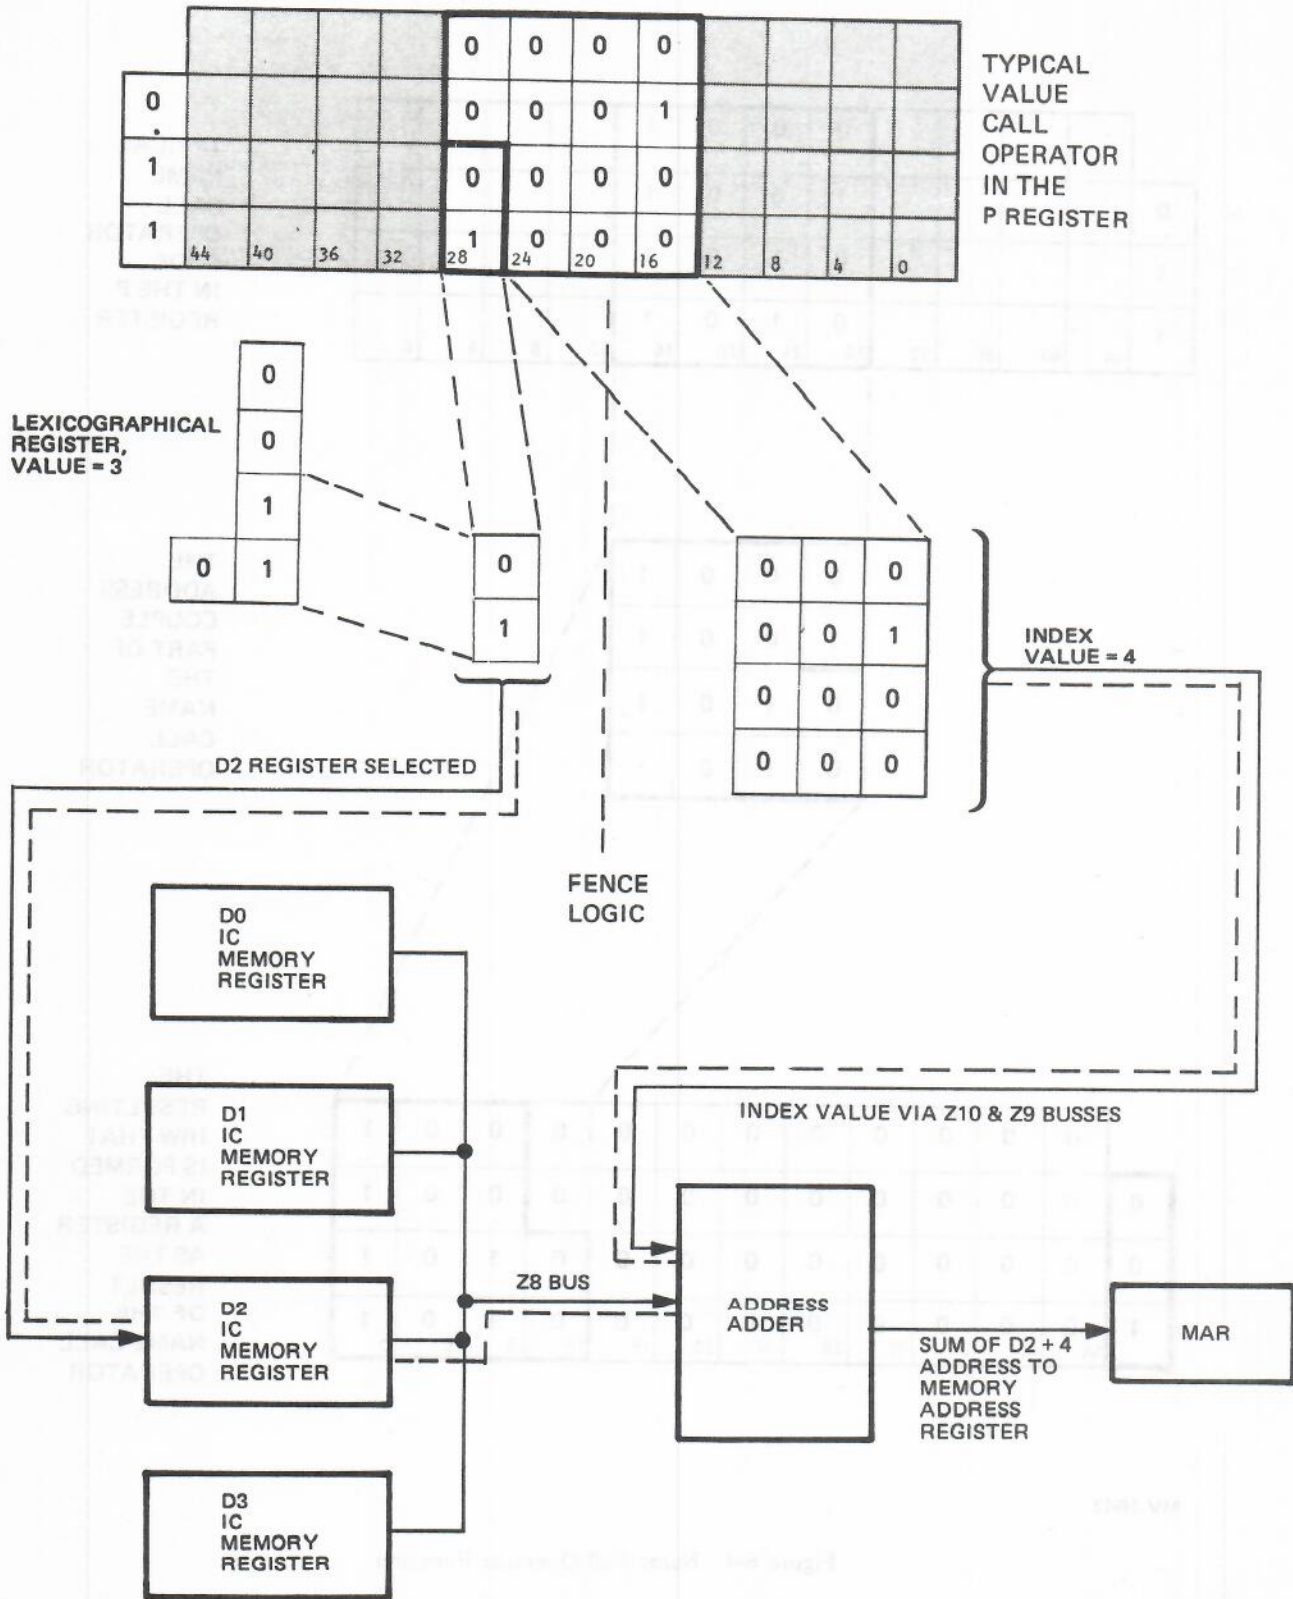 0 0 0 0
0 0 0 0 1
1 0 0 0 0
1 1 0 0 0
44 40 36 32 28 24 20 16 12 8 4 0
TYPICAL
VALUE
CALL
OPERATOR
IN THE
P REGISTER
LEXICOGRAPHICAL
REGISTER,
VALUE = 3
0
0
1
0 1
0
1
0 0 0
0 0 1
0 0 0
0 0 0
INDEX
VALUE = 4
D2 REGISTER SELECTED
FENCE
LOGIC
D0
IC
MEMORY
REGISTER
D1
IC
MEMORY
REGISTER
D2
IC
MEMORY
REGISTER
D3
IC
MEMORY
REGISTER
INDEX VALUE VIA Z10 & Z9 BUSSES
Z8 BUS
ADDRESS
ADDER
SUM OF D2 + 4
ADDRESS TO
MEMORY
ADDRESS
REGISTER
MAR